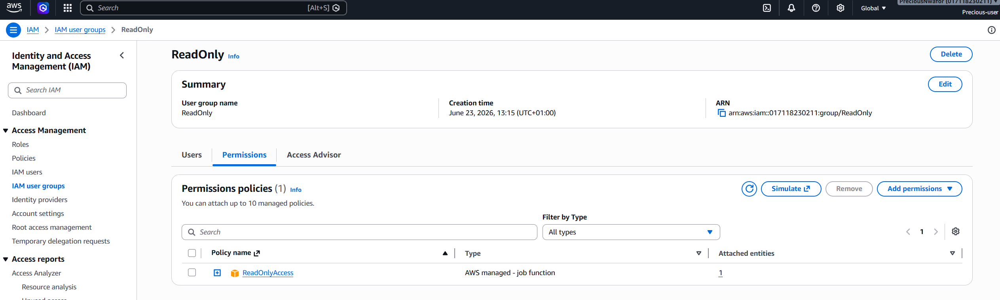 aws
Search
[Alt+S]
Global
PreciousNwafor (017118230211)
Precious-user
IAM
IAM user groups
ReadOnly
Identity and Access
Management (IAM)
Search IAM
Dashboard
Access Management
Roles
Policies
IAM users
IAM user groups
Identity providers
Account settings
Root access management
Temporary delegation requests
Access reports
Access Analyzer
Resource analysis
Unused access
ReadOnly Info
Delete
Summary
Edit
User group name
ReadOnly
Creation time
June 23, 2026, 13:15 (UTC+01:00)
ARN
arn:aws:iam::017118230211:group/ReadOnly
Users
Permissions
Access Advisor
Permissions policies (1) Info
You can attach up to 10 managed policies.
Simulate
Remove
Add permissions
Filter by Type
Search
All types
1
Policy name
Type
Attached entities
ReadOnlyAccess
AWS managed - job function
1